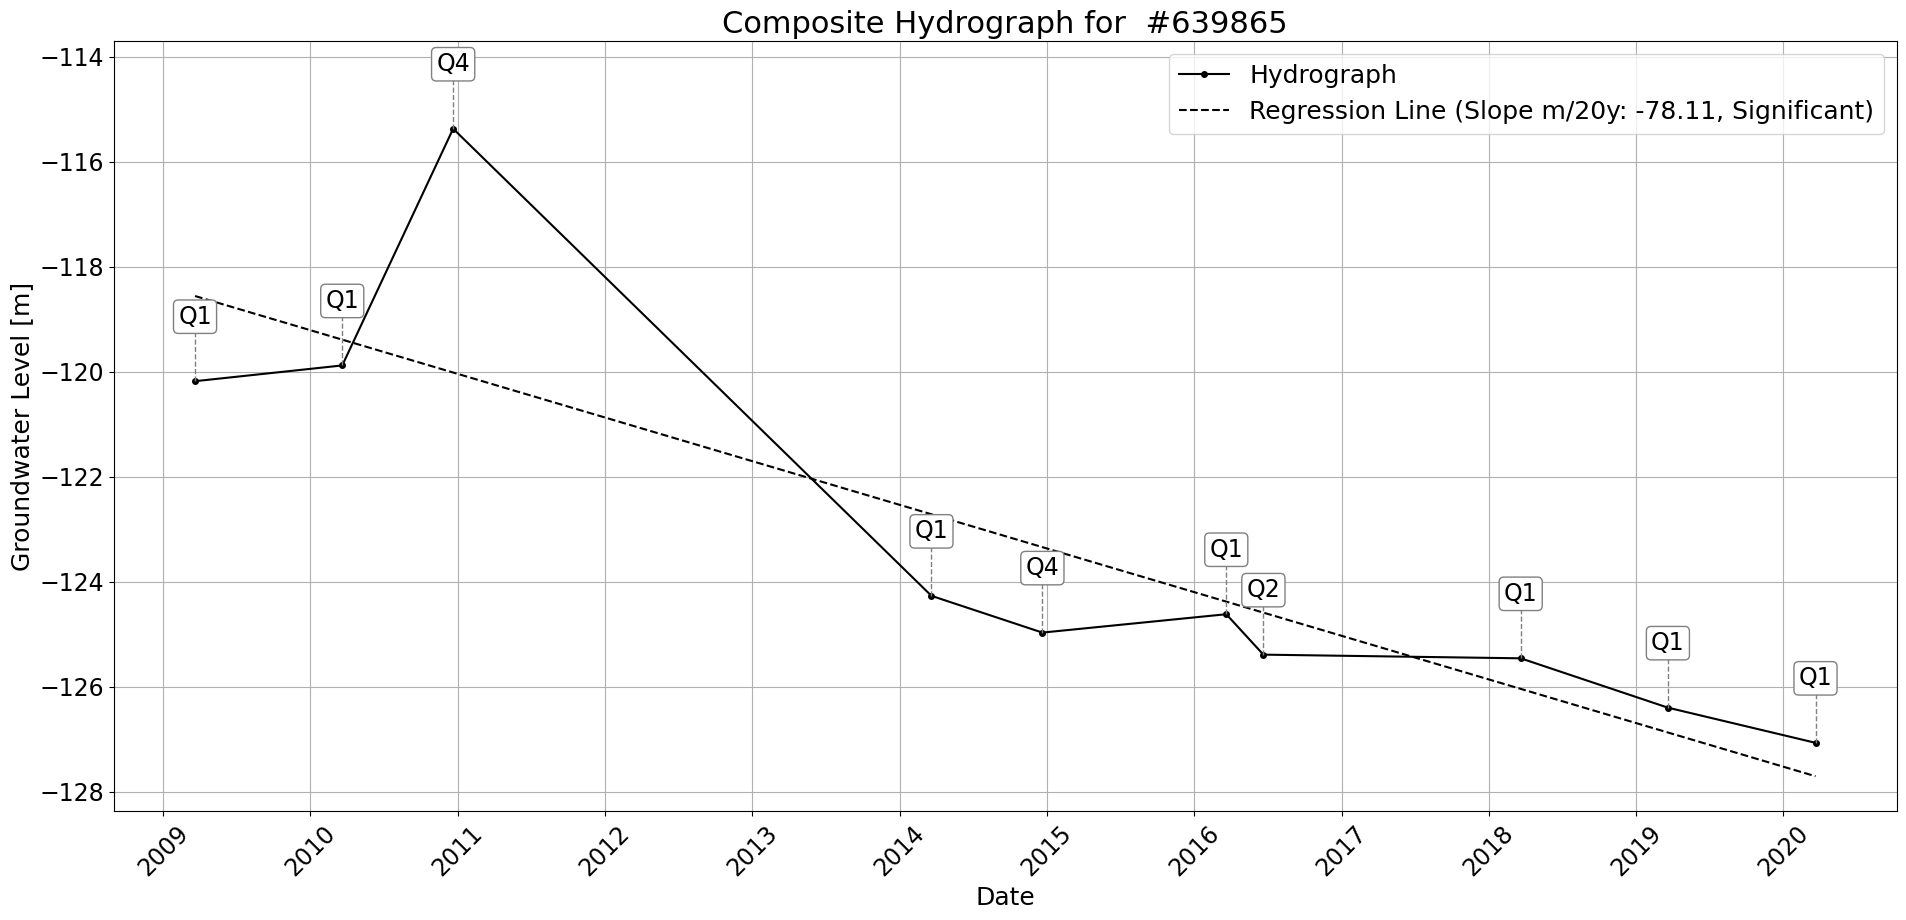 Composite Hydrograph for  #639865
Hydrograph
Regression Line (Slope m/20y: -78.11, Significant)
Groundwater Level [m]
−114
−116
−118
−120
−122
−124
−126
−128
Q1
Q1
Q4
Q1
Q4
Q1
Q2
Q1
Q1
Q1
2009
2010
2011
2012
2013
2014
2015
2016
2017
2018
2019
2020
Date